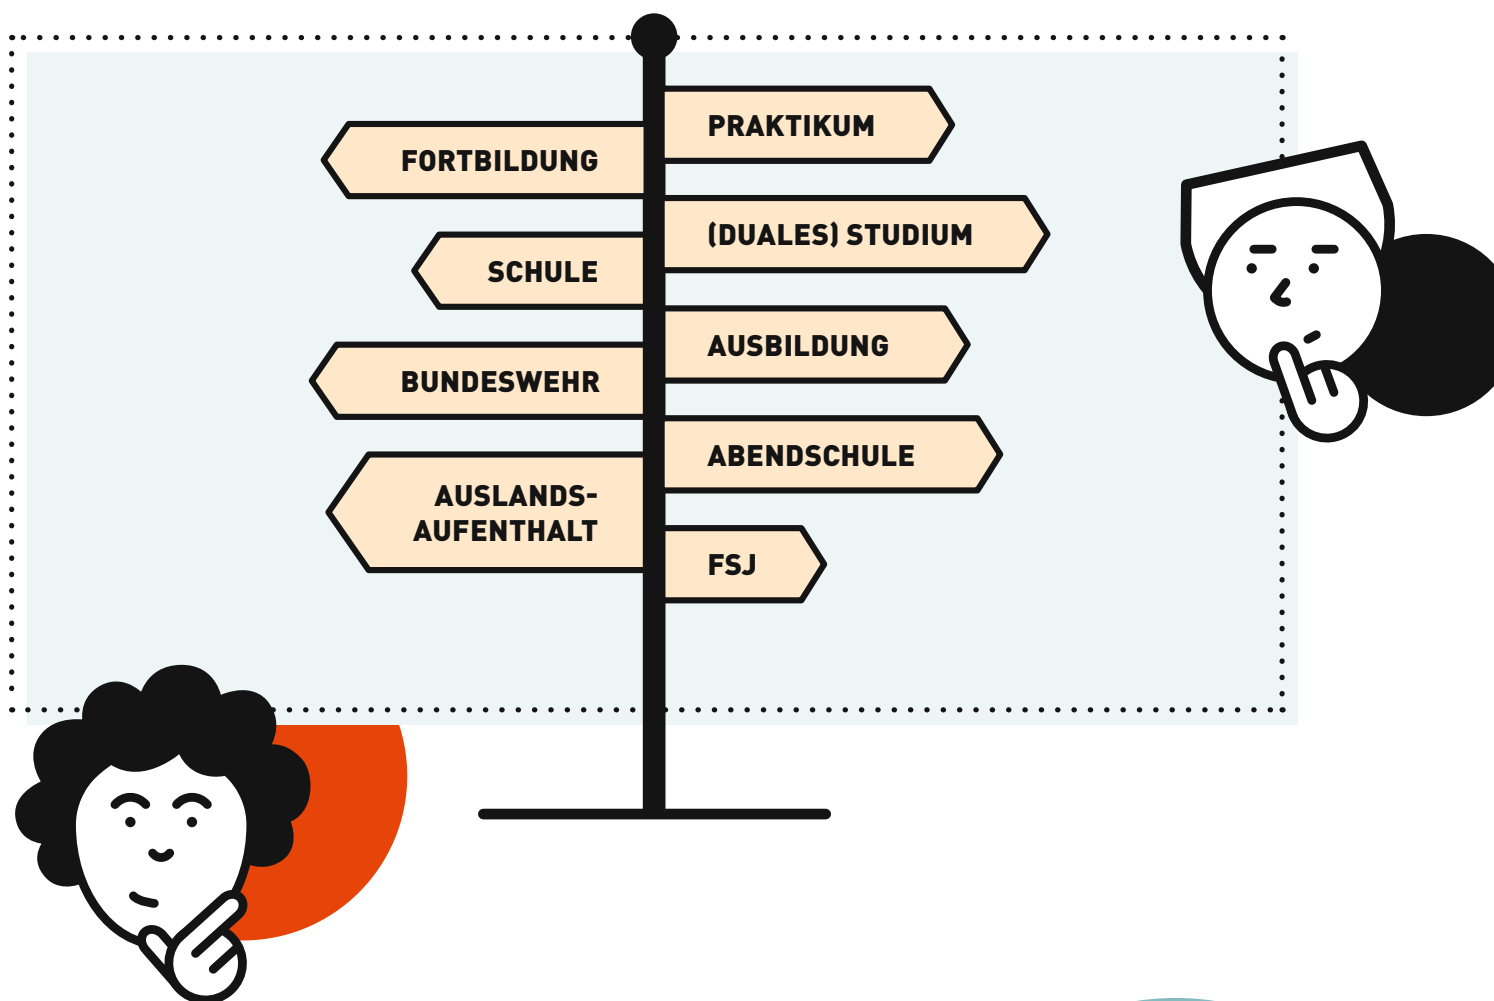 PRAKTIKUM
FORTBILDUNG
(DUALES) STUDIUM
SCHULE
AUSBILDUNG
BUNDESWEHR
ABENDSCHULE
AUSLANDS-
AUFENTHALT
FSJ